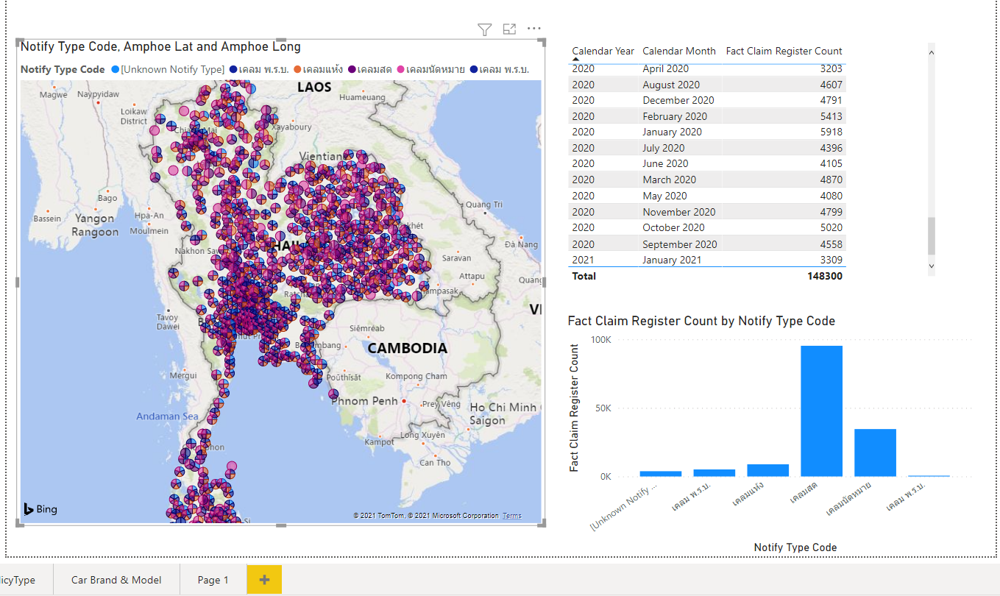 Notify Type Code, Amphoe Lat and Amphoe Long
Notify Type Code [Unknown Notify Type] เคลม พ.ร.บ. เคลมแห้ง เคลมสด เคลมนัดหมาย เคลม พ.ร.บ.
LAOS
Magwe
Naypyidaw
Huameuang
Loikaw
District
Xayaboury
Vientian
Bago
Quang Tri
Bassein
Yangon
Rangoon
Hpa-An
Moulmein
khét
Đà Nang
HAI
Nakhon Saw
Saravan
Attapu
Quang
Ratch
ampasak
Tavoy
Dawei
V
Siĕmréab
CAMBODIA
Mergui
Poŭthĭsăt
Kompong Cham
Phnom Penh
Prey Vêng
Ho Chi Minh
Saigon
Andaman Sea
Long Xuyên
Kampot
Can Tho
Bing
© 2021 TomTom, © 2021 Microsoft Corporation Terms
Calendar Year Calendar Month Fact Claim Register Count
2020 April 2020 3203
2020 August 2020 4607
2020 December 2020 4791
2020 February 2020 5413
2020 January 2020 5918
2020 July 2020 4396
2020 June 2020 4105
2020 March 2020 4870
2020 May 2020 4080
2020 November 2020 4799
2020 October 2020 5020
2020 September 2020 4558
2021 January 2021 3309
Total 148300
Fact Claim Register Count by Notify Type Code
Fact Claim Register Count
100K
50K
0K
[Unknown Notify ...
เคลม พ.ร.บ.
เคลมแห้ง
เคลมสด
เคลมนัดหมาย
เคลม พ.ร.บ.
Notify Type Code
licyType
Car Brand & Model
Page 1